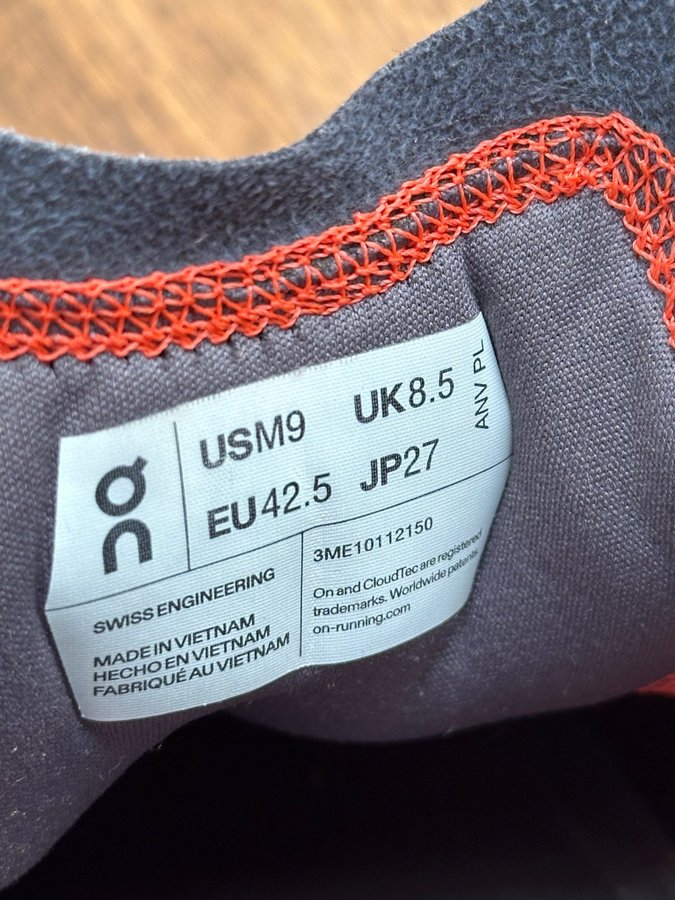 On
USM9 UK8.5
EU42.5 JP27
ANV PL
SWISS ENGINEERING
MADE IN VIETNAM
HECHO EN VIETNAM
FABRIQUÉ AU VIETNAM
3ME10112150
On and CloudTec are registered
trademarks. Worldwide patents.
on-running.com